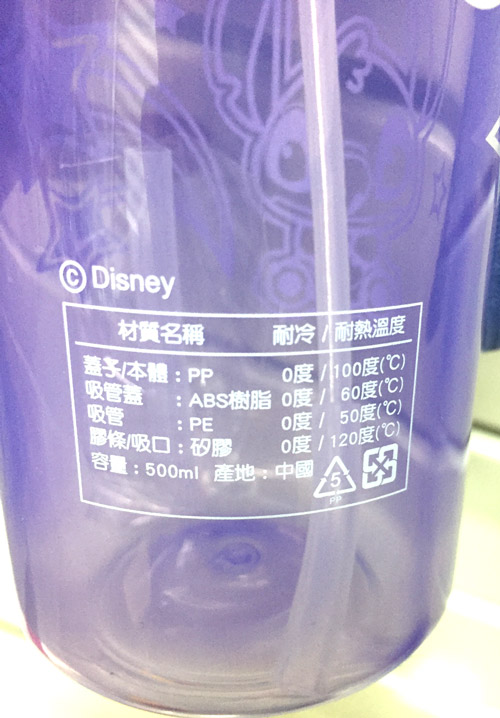 © Disney
材質名稱 耐冷 / 耐熱溫度
蓋子/本體 : PP 0度 / 100度(℃)
吸管蓋 : ABS樹脂 0度 / 60度(℃)
吸管 : PE 0度 / 50度(℃)
膠條/吸口 : 矽膠 0度 / 120度(℃)
容量 : 500ml 產地 : 中國
5
PP